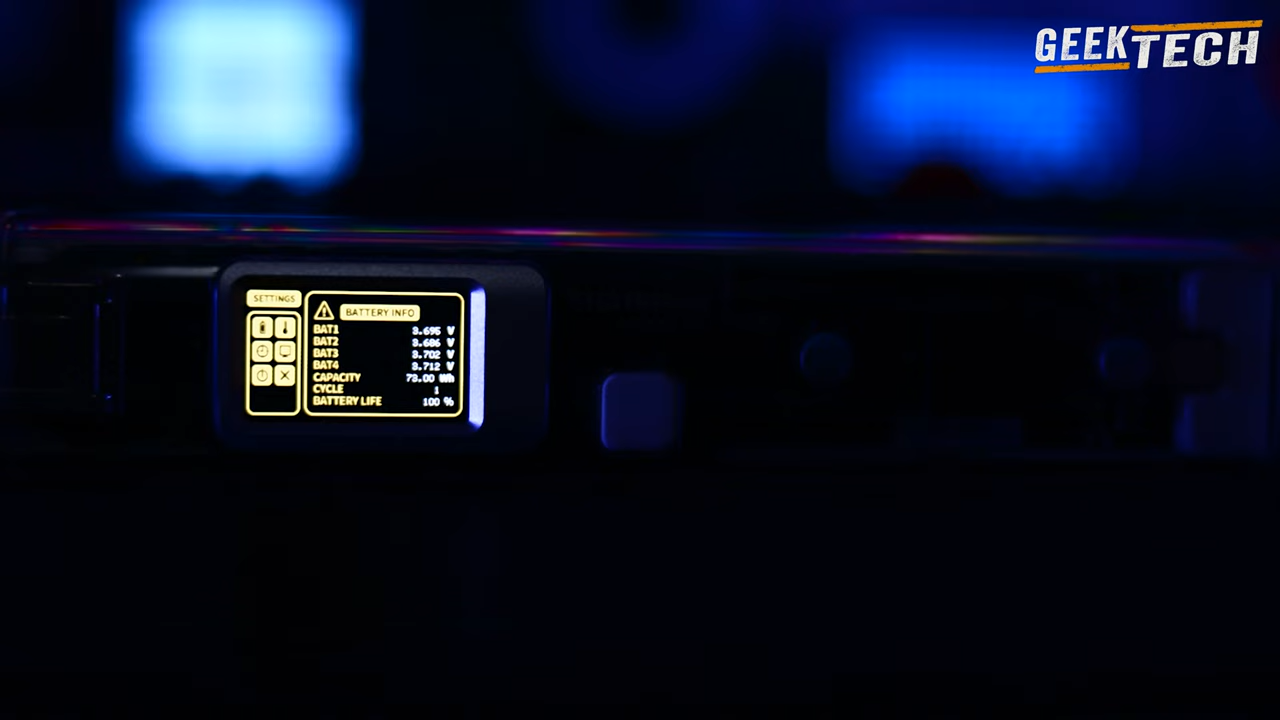 GEEKTECH
SETTINGS
BATTERY INFO
BAT1 3.695 V
BAT2 3.686 V
BAT3 3.702 V
BAT4 3.712 V
CAPACITY 73.00 Wh
CYCLE 1
BATTERY LIFE 100 %